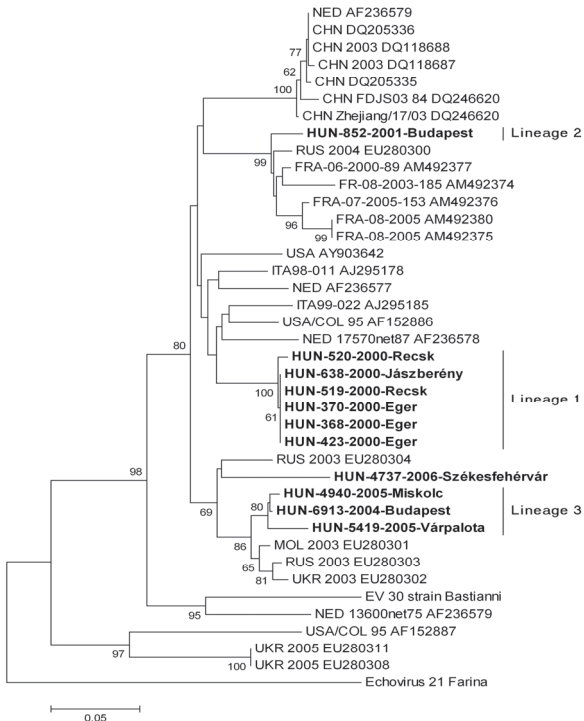 NED AF236579
CHN DQ205336
77
CHN 2003 DQ118688
CHN 2003 DQ118687
62
CHN DQ205335
100
CHN FDJS03 84 DQ246620
CHN Zhejiang/17/03 DQ246620
HUN-852-2001-Budapest Lineage 2
RUS 2004 EU280300
99
FRA-06-2000-89 AM492377
FR-08-2003-185 AM492374
FRA-07-2005-153 AM492376
96
FRA-08-2005 AM492380
99
FRA-08-2005 AM492375
USA AY903642
ITA98-011 AJ295178
NED AF236577
ITA99-022 AJ295185
USA/COL 95 AF152886
80
NED 17570net87 AF236578
HUN-520-2000-Recsk
HUN-638-2000-Jászberény
100
HUN-519-2000-Recsk Lineage 1
61
HUN-370-2000-Eger
HUN-368-2000-Eger
HUN-423-2000-Eger
RUS 2003 EU280304
98
HUN-4737-2006-Székesfehérvár
HUN-4940-2005-Miskolc
80
69
HUN-6913-2004-Budapest Lineage 3
HUN-5419-2005-Várpalota
86
MOL 2003 EU280301
65
RUS 2003 EU280303
81
UKR 2003 EU280302
EV 30 strain Bastianni
95
NED 13600net75 AF236579
USA/COL 95 AF152887
97
UKR 2005 EU280311
100
UKR 2005 EU280308
Echovirus 21 Farina
0.05